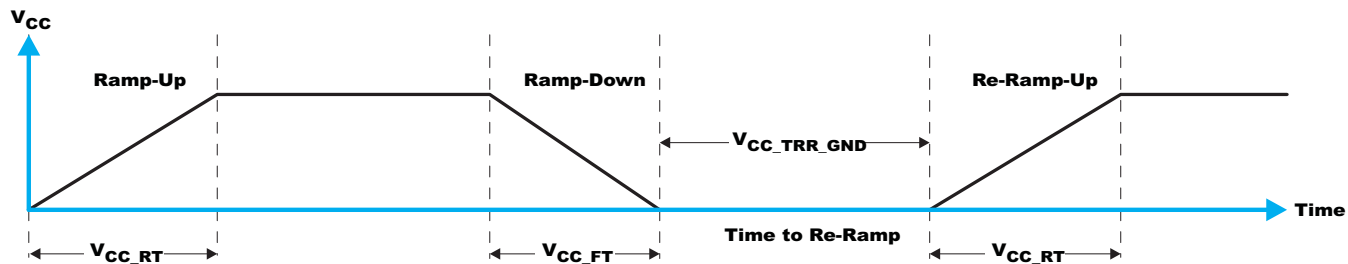 VCC
Ramp-Up
Ramp-Down
Re-Ramp-Up
VCC_TRR_GND
Time
Time to Re-Ramp
VCC_RT
VCC_FT
VCC_RT